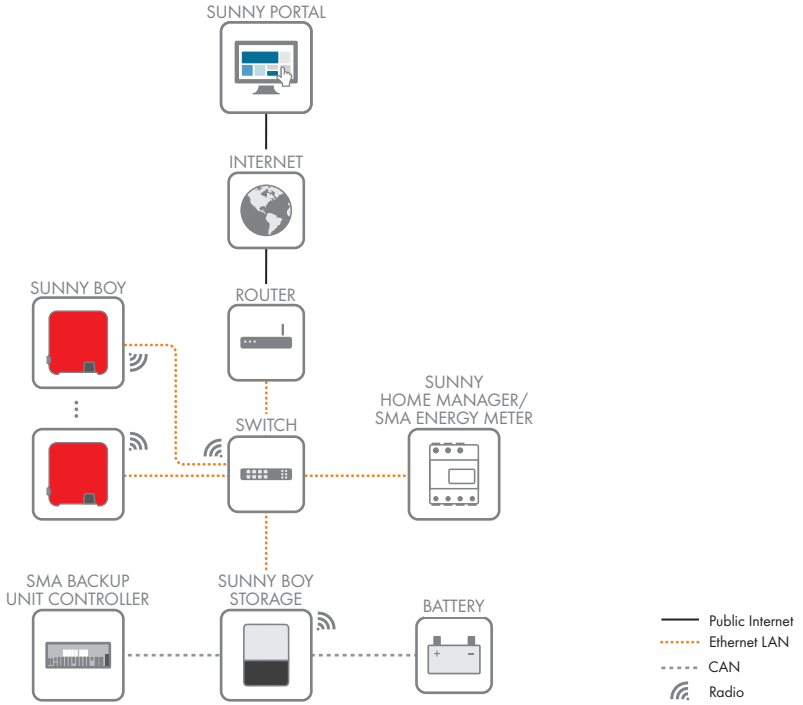 SUNNY PORTAL
INTERNET
SUNNY BOY
ROUTER
SUNNY
HOME MANAGER/
SMA ENERGY METER
SWITCH
SMA BACKUP
UNIT CONTROLLER
SUNNY BOY
STORAGE
BATTERY
+ −
Public Internet
Ethernet LAN
CAN
Radio